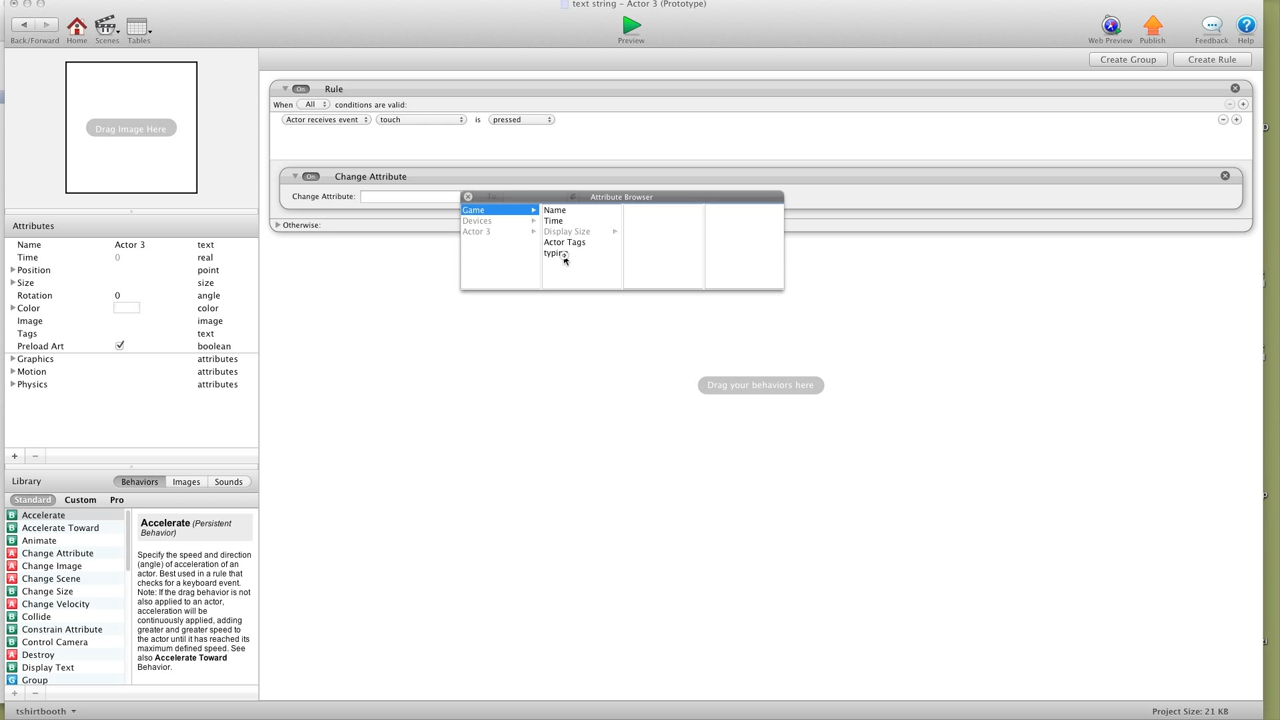 text string – Actor 3 (Prototype)
Back/Forward Home Scenes Tables Preview Web Preview Publish Feedback Help
Create Group Create Rule
Drag Image Here
On Rule
When All conditions are valid:
Actor receives event touch is pressed
On Change Attribute
Change Attribute:
Attribute Browser
Game Name
Devices Time
Actor 3 Display Size
Actor Tags
typing
Otherwise:
Drag your behaviors here
Attributes
Name Actor 3 text
Time 0 real
Position point
Size size
Rotation 0 angle
Color color
Image image
Tags text
Preload Art boolean
Graphics attributes
Motion attributes
Physics attributes
Library Behaviors Images Sounds
Standard Custom Pro
Accelerate
Accelerate Toward
Animate
Change Attribute
Change Image
Change Scene
Change Size
Change Velocity
Collide
Constrain Attribute
Control Camera
Destroy
Display Text
Group
Accelerate (Persistent
Behavior)
Specify the speed and direction
(angle) of acceleration of an
actor. Best used in a rule that
checks for a keyboard event.
Note: If the drag behavior is
not also applied to an actor,
acceleration will be
continuously applied, adding
greater and greater speed to
the actor until it has reached its
maximum defined speed. See
also Accelerate Toward
Behavior.
tshirtbooth
Project Size: 21 KB